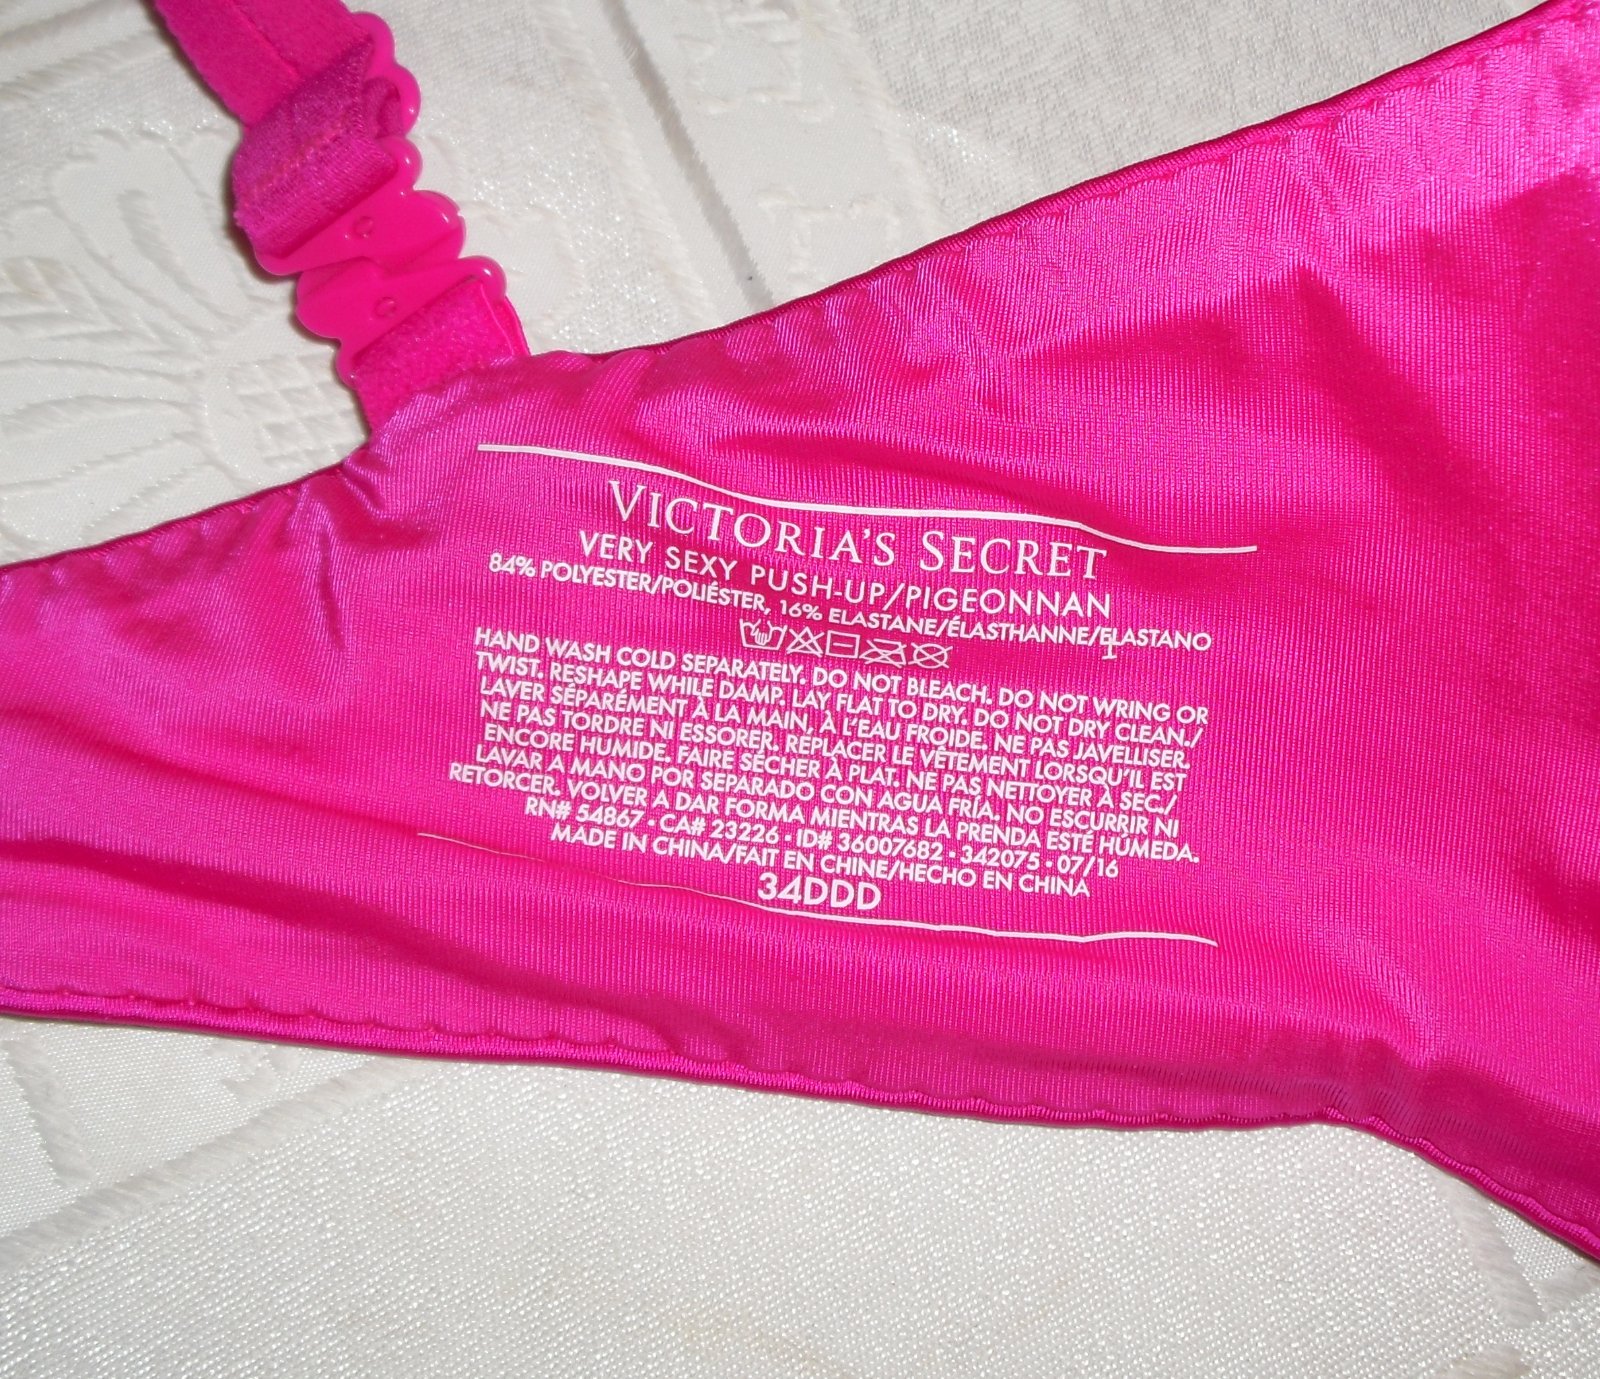 VICTORIA'S SECRET
VERY SEXY PUSH-UP/PIGEONNAN
84% POLYESTER/POLIÉSTER, 16% ELASTANE/ÉLASTHANNE/ELASTANO
HAND WASH COLD SEPARATELY. DO NOT BLEACH. DO NOT WRING OR
TWIST. RESHAPE WHILE DAMP. LAY FLAT TO DRY. DO NOT DRY CLEAN./
LAVER SÉPARÉMENT À LA MAIN, À L'EAU FROIDE. NE PAS JAVELLISER.
NE PAS TORDRE NI ESSORER. REPLACER LE VÊTEMENT LORSQU'IL EST
ENCORE HUMIDE. FAIRE SÉCHER À PLAT. NE PAS NETTOYER À SEC./
LAVAR A MANO POR SEPARADO CON AGUA FRÍA. NO ESCURRIR NI
RETORCER. VOLVER A DAR FORMA MIENTRAS LA PRENDA ESTÉ HÚMEDA.
RN# 54867 • CA# 23226 • ID# 36007682 • 342075 • 07/16
MADE IN CHINA/FAIT EN CHINE/HECHO EN CHINA
34DDD